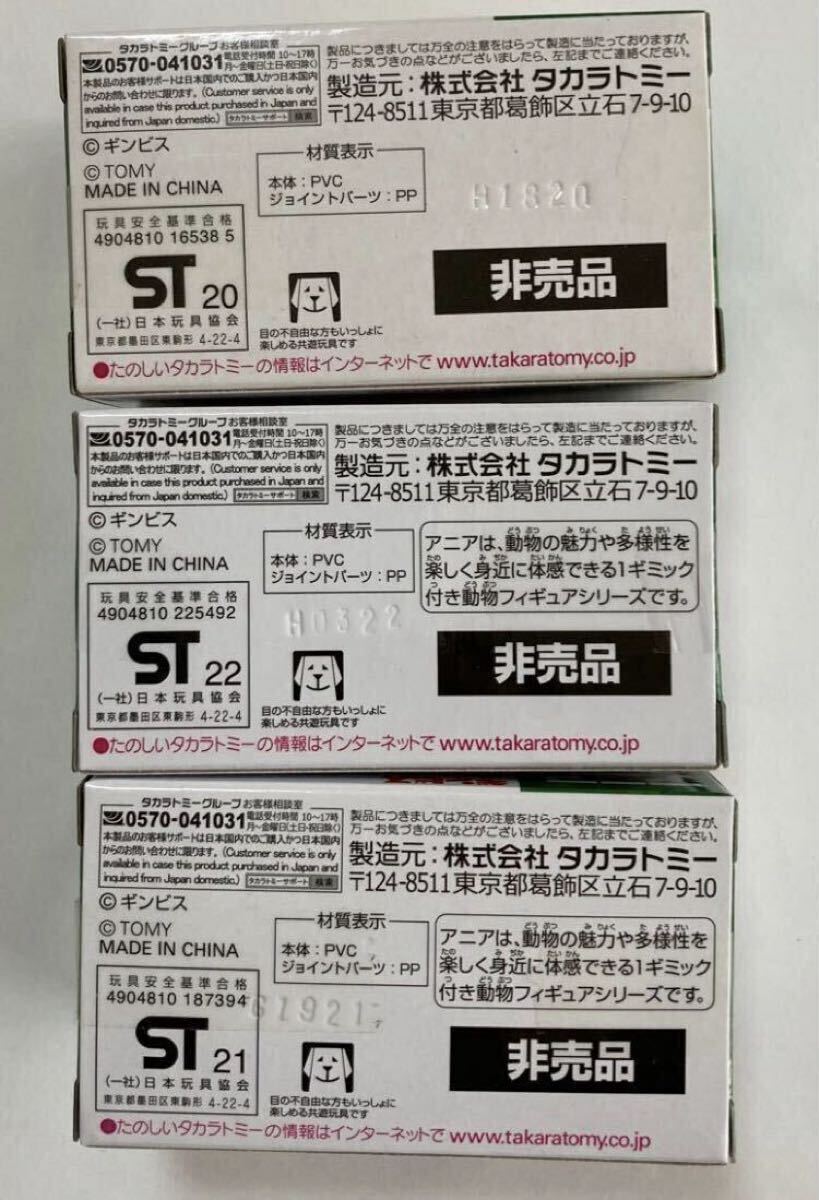 タカラトミーグループお客様相談室
0570-041031 電話受付時間 10〜17時
月〜金曜日(土・日・祝日除く)
本製品のお客様サポートは日本国内でのご購入かつ日本国内
からのお問い合わせに限ります。(Customer service is only
available in case this product purchased in Japan and
inquired from Japan domestic.) タカラトミーサポート 検索
製品につきましては万全の注意をはらって製造に当たっておりますが、
万一お気づきの点などがございましたら、左記までご連絡ください。
製造元:株式会社 タカラトミー
〒124-8511 東京都葛飾区立石7-9-10
©ギンビス
©TOMY
MADE IN CHINA
材質表示
本体:PVC
ジョイントパーツ:PP
H1820
玩具安全基準合格
4904810 16538 5
ST 20
(一社)日本玩具協会
東京都墨田区東駒形 4-22-4
目の不自由な方もいっしょに
楽しめる共遊玩具です
非売品
●たのしいタカラトミーの情報はインターネットで www.takaratomy.co.jp
タカラトミーグループお客様相談室
0570-041031 電話受付時間 10〜17時
月〜金曜日(土・日・祝日除く)
本製品のお客様サポートは日本国内でのご購入かつ日本国内
からのお問い合わせに限ります。(Customer service is only
available in case this product purchased in Japan and
inquired from Japan domestic.) タカラトミーサポート 検索
製品につきましては万全の注意をはらって製造に当たっておりますが、
万一お気づきの点などがございましたら、左記までご連絡ください。
製造元:株式会社 タカラトミー
〒124-8511 東京都葛飾区立石7-9-10
©ギンビス
©TOMY
MADE IN CHINA
材質表示
本体:PVC
ジョイントパーツ:PP
アニアは、動物の魅力や多様性を
楽しく身近に体感できる1ギミック
付き動物フィギュアシリーズです。
H0322
玩具安全基準合格
4904810 225492
ST 22
(一社)日本玩具協会
東京都墨田区東駒形 4-22-4
目の不自由な方もいっしょに
楽しめる共遊玩具です
非売品
●たのしいタカラトミーの情報はインターネットで www.takaratomy.co.jp
タカラトミーグループお客様相談室
0570-041031 電話受付時間 10〜17時
月〜金曜日(土・日・祝日除く)
本製品のお客様サポートは日本国内でのご購入かつ日本国内
からのお問い合わせに限ります。(Customer service is only
available in case this product purchased in Japan and
inquired from Japan domestic.) タカラトミーサポート 検索
製品につきましては万全の注意をはらって製造に当たっておりますが、
万一お気づきの点などがございましたら、左記までご連絡ください。
製造元:株式会社 タカラトミー
〒124-8511 東京都葛飾区立石7-9-10
©ギンビス
©TOMY
MADE IN CHINA
材質表示
本体:PVC
ジョイントパーツ:PP
アニアは、動物の魅力や多様性を
楽しく身近に体感できる1ギミック
付き動物フィギュアシリーズです。
G1921
玩具安全基準合格
4904810 187394
ST 21
(一社)日本玩具協会
東京都墨田区東駒形 4-22-4
目の不自由な方もいっしょに
楽しめる共遊玩具です
非売品
●たのしいタカラトミーの情報はインターネットで www.takaratomy.co.jp